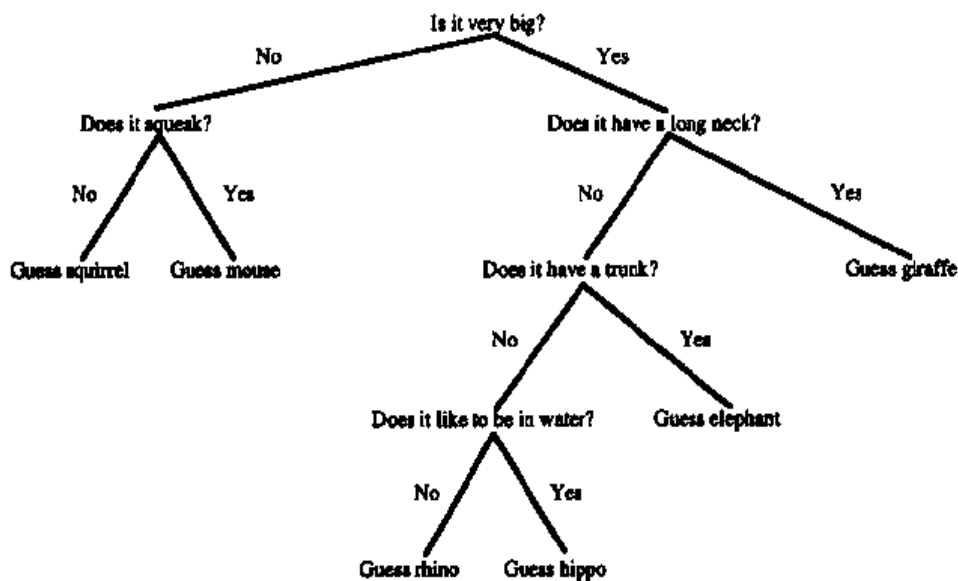 Is it very big?
No
Yes
Does it squeak?
Does it have a long neck?
No
Yes
No
Yes
Guess squirrel
Guess mouse
Does it have a trunk?
Guess giraffe
No
Yes
Does it like to be in water?
Guess elephant
No
Yes
Guess rhino
Guess hippo